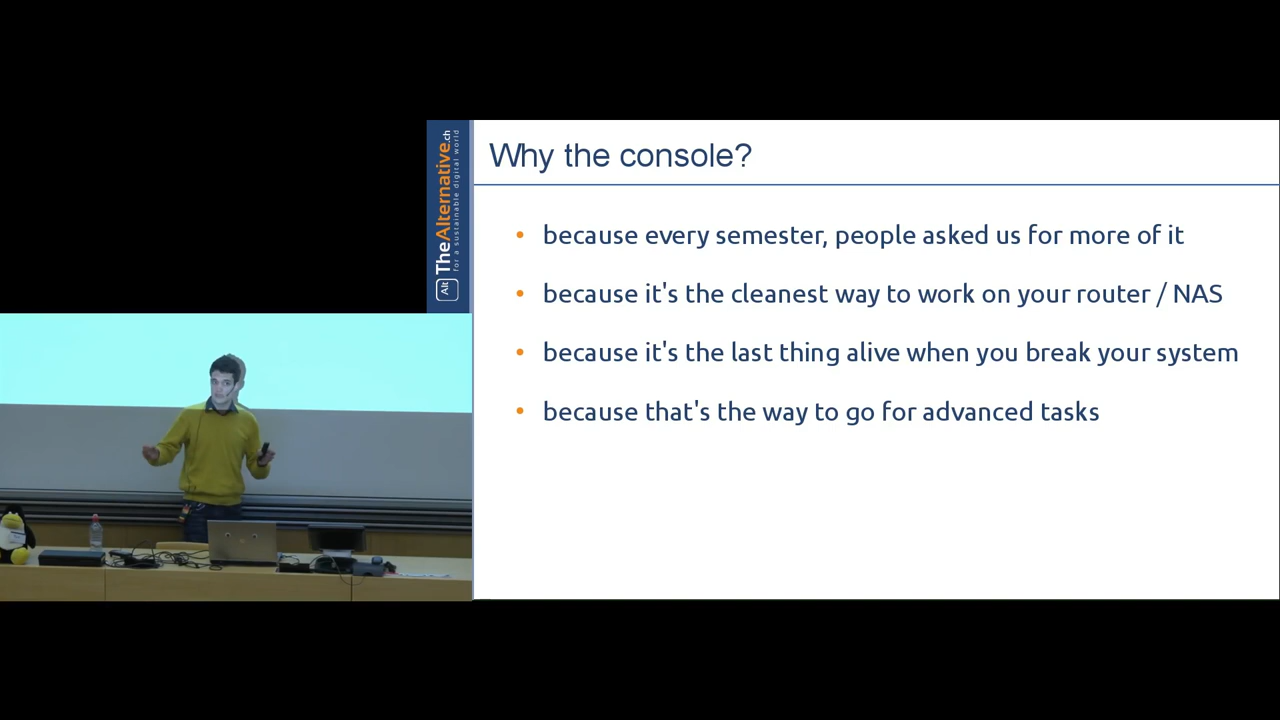 Alt TheAlternative.ch
for a sustainable digital world
Why the console?
because every semester, people asked us for more of it
because it's the cleanest way to work on your router / NAS
because it's the last thing alive when you break your system
because that's the way to go for advanced tasks